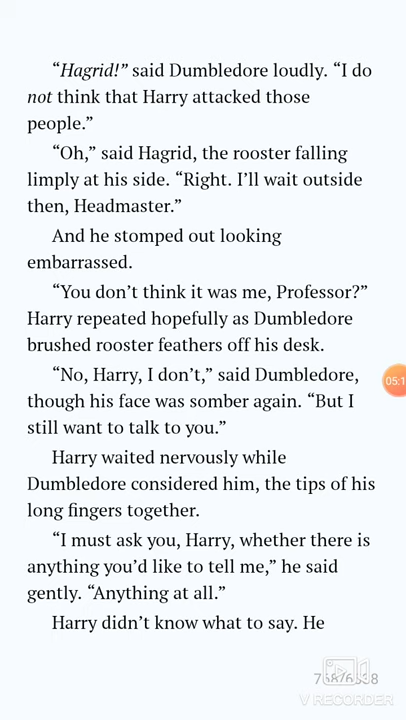 “Hagrid!” said Dumbledore loudly. “I do
not think that Harry attacked those
people.”
“Oh,” said Hagrid, the rooster falling
limply at his side. “Right. I’ll wait outside
then, Headmaster.”
And he stomped out looking
embarrassed.
“You don’t think it was me, Professor?”
Harry repeated hopefully as Dumbledore
brushed rooster feathers off his desk.
“No, Harry, I don’t,” said Dumbledore,
though his face was somber again. “But I
still want to talk to you.”
Harry waited nervously while
Dumbledore considered him, the tips of his
long fingers together.
“I must ask you, Harry, whether there is
anything you’d like to tell me,” he said
gently. “Anything at all.”
Harry didn’t know what to say. He
V RECORDER